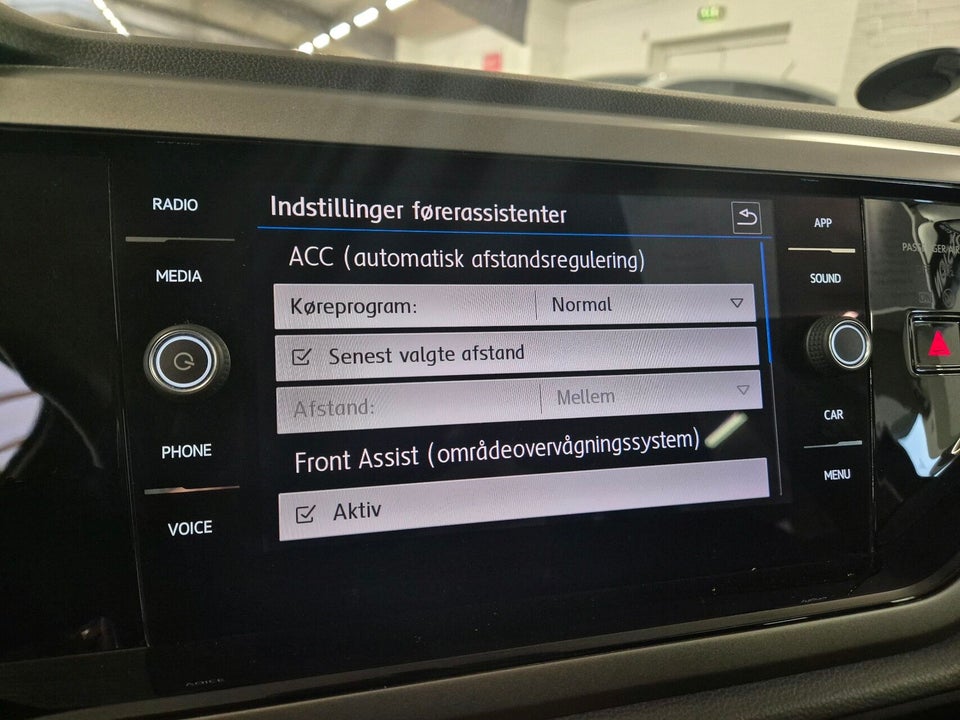 RADIO
MEDIA
PHONE
VOICE
Indstillinger førerassistenter
ACC (automatisk afstandsregulering)
Køreprogram: Normal
Senest valgte afstand
Afstand: Mellem
Front Assist (områdeovervågningssystem)
Aktiv
APP
SOUND
CAR
MENU